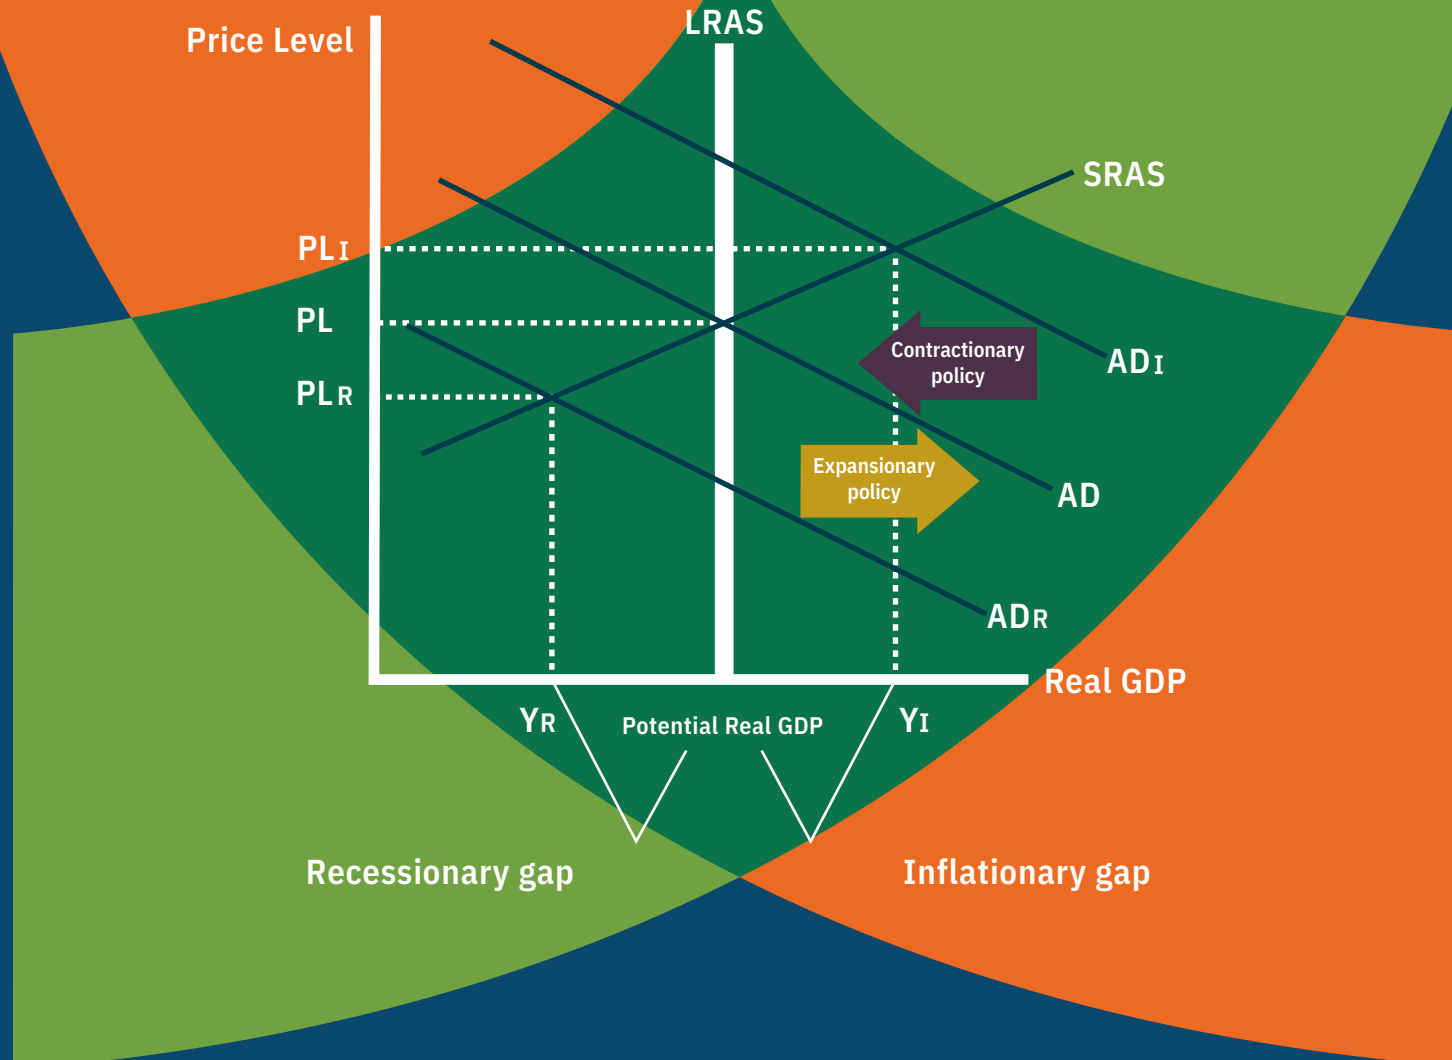 LRAS
Price Level
SRAS
PLI
PL
Contractionary
policy
ADI
PLR
Expansionary
policy
AD
ADR
Real GDP
YR
Potential Real GDP
YI
Recessionary gap
Inflationary gap